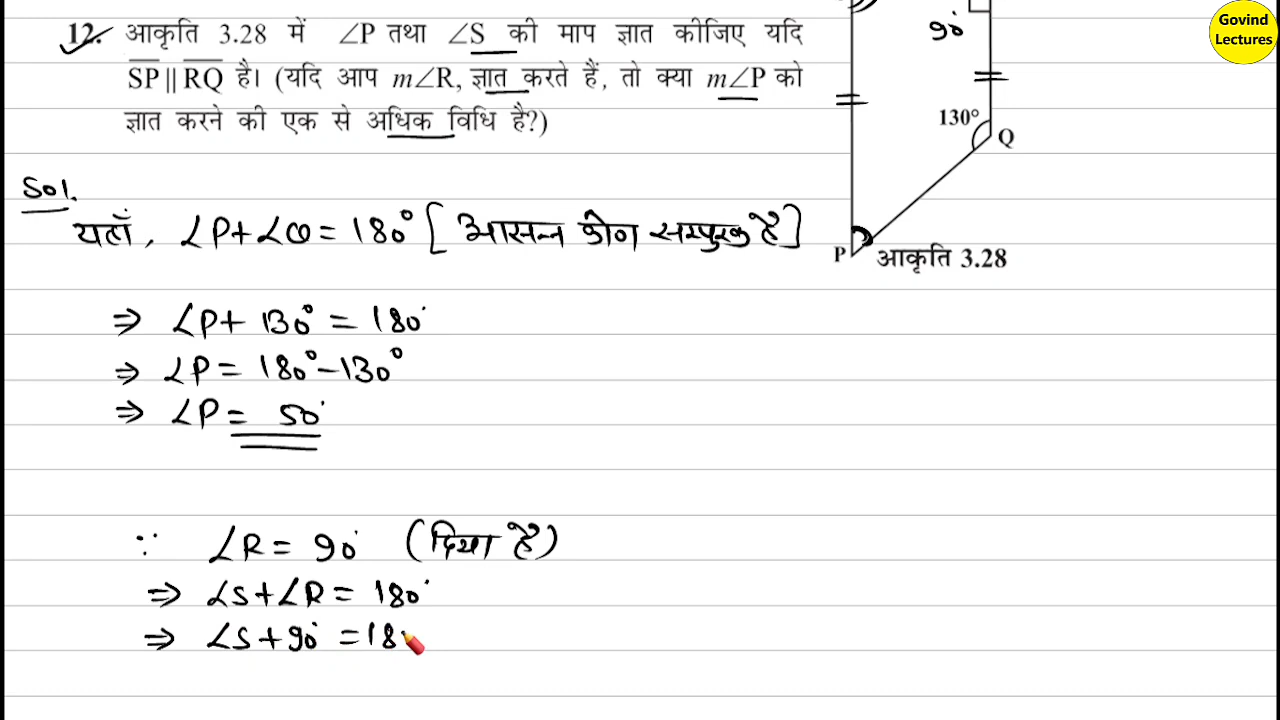 Govind
Lectures
12. आकृति 3.28 में ∠P तथा ∠S की माप ज्ञात कीजिए यदि
SP || RQ है। (यदि आप m∠R, ज्ञात करते हैं, तो क्या m∠P को
ज्ञात करने की एक से अधिक विधि है?)
90°
130°
Q
P
आकृति 3.28
Sol.
यहाँ, ∠P+∠Q = 180° [आसन्न कोण सम्पुरक है]
⇒ ∠P + 130° = 180°
⇒ ∠P = 180° - 130°
⇒ ∠P = 50°
∵ ∠R = 90° (दिया है)
⇒ ∠S + ∠R = 180°
⇒ ∠S + 90° = 18